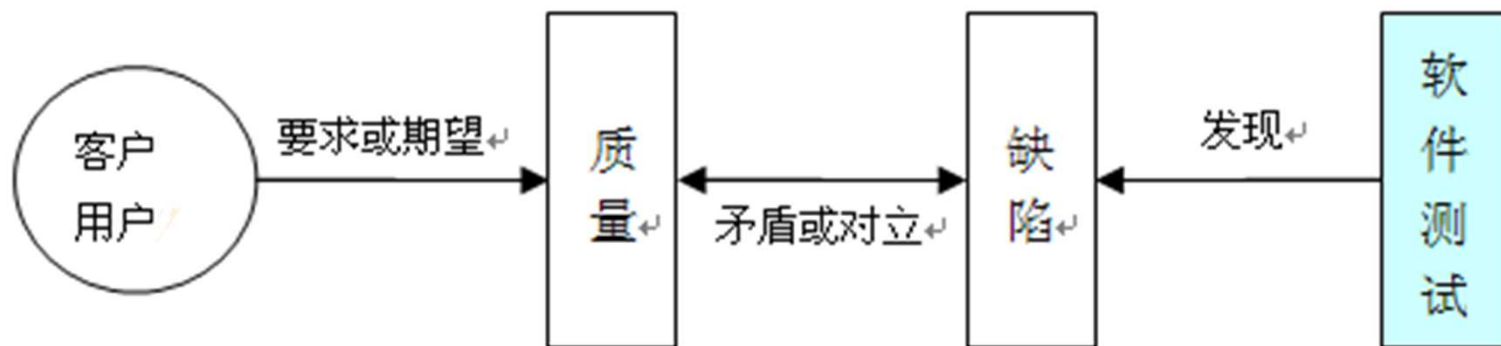 客户
用户
要求或期望↵
质量↵
矛盾或对立↵
缺陷↵
发现↵
软件测试